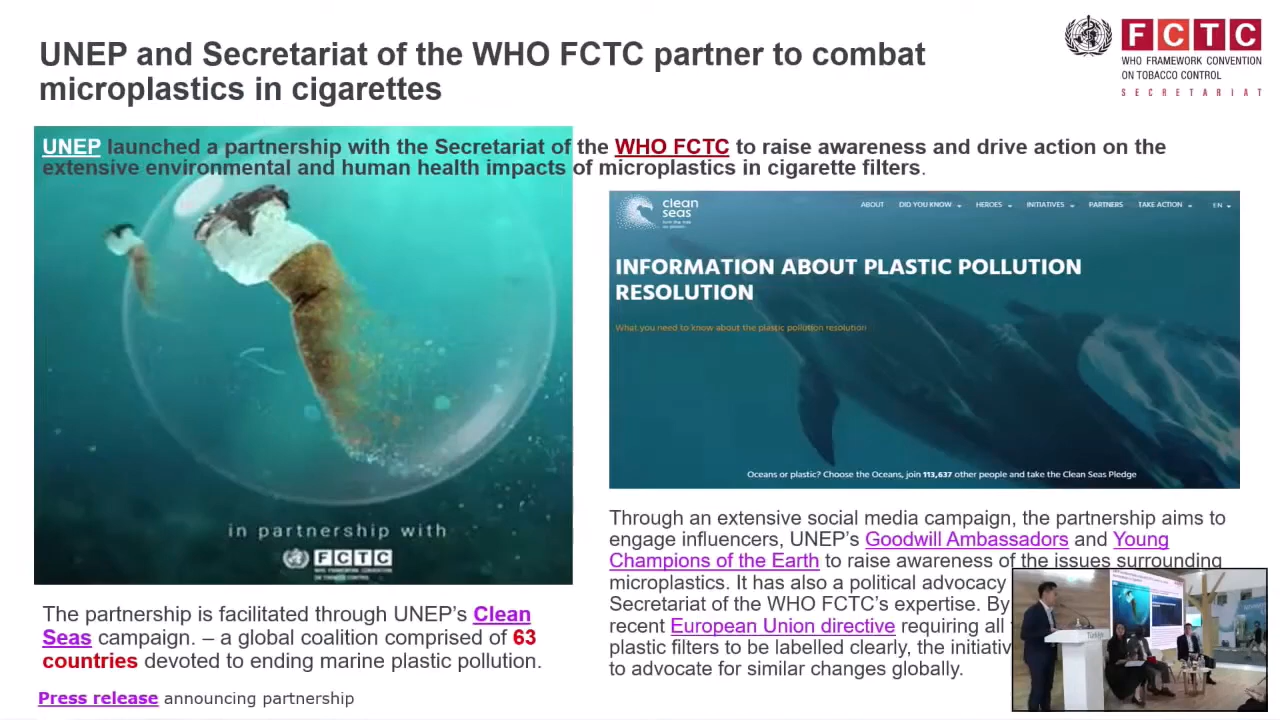 UNEP and Secretariat of the WHO FCTC partner to combat
microplastics in cigarettes
FCTC
WHO FRAMEWORK CONVENTION
ON TOBACCO CONTROL
SECRETARIAT
UNEP launched a partnership with the Secretariat of the WHO FCTC to raise awareness and drive action on the
extensive environmental and human health impacts of microplastics in cigarette filters.
in partnership with
FCTC
WHO FRAMEWORK CONVENTION
ON TOBACCO CONTROL
clean
seas
ABOUT DID YOU KNOW HEROES INITIATIVES PARTNERS TAKE ACTION EN
INFORMATION ABOUT PLASTIC POLLUTION
RESOLUTION
What you need to know about the plastic pollution resolution
Oceans or plastic? Choose the Oceans, join 113,637 other people and take the Clean Seas Pledge
The partnership is facilitated through UNEP's Clean
Seas campaign. – a global coalition comprised of 63
countries devoted to ending marine plastic pollution.
Press release announcing partnership
Through an extensive social media campaign, the partnership aims to
engage influencers, UNEP's Goodwill Ambassadors and Young
Champions of the Earth to raise awareness of the issues surrounding
microplastics. It has also a political advocacy
Secretariat of the WHO FCTC's expertise. By
recent European Union directive requiring all
plastic filters to be labelled clearly, the initiativ
to advocate for similar changes globally.
Türkiye